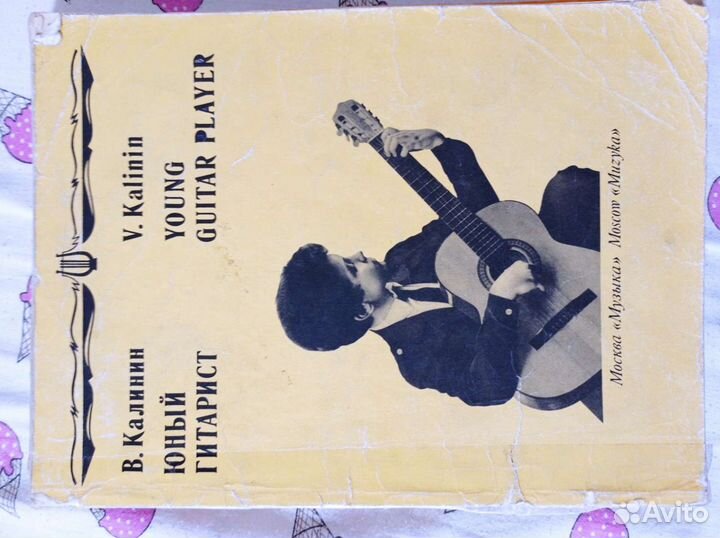 В. Калинин
ЮНЫЙ
ГИТАРИСТ
V. Kalinin
YOUNG
GUITAR PLAYER
Москва «Музыка» Moscow «Muzyka»
Avito